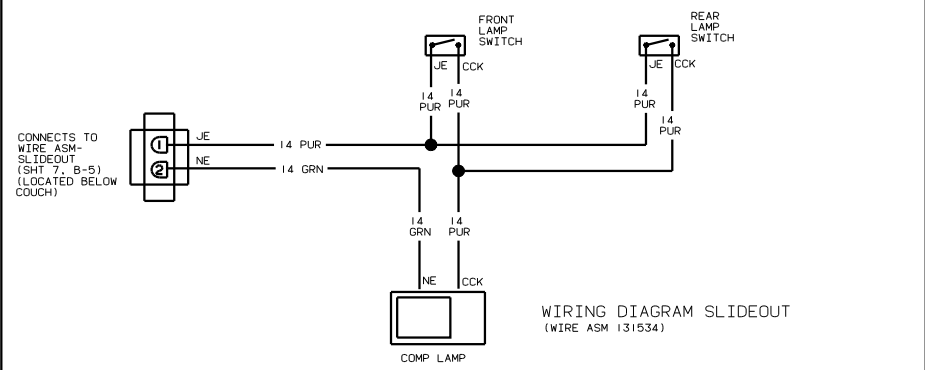 FRONT
LAMP
SWITCH
REAR
LAMP
SWITCH
JE
CCK
JE
CCK
14
PUR
14
PUR
14
PUR
14
PUR
CONNECTS TO
WIRE ASM-
SLIDEOUT
(SHT 7, B-5)
(LOCATED BELOW
COUCH)
1
2
JE
14 PUR
NE
14 GRN
14
GRN
14
PUR
NE
CCK
COMP LAMP
WIRING DIAGRAM SLIDEOUT
(WIRE ASM 131534)